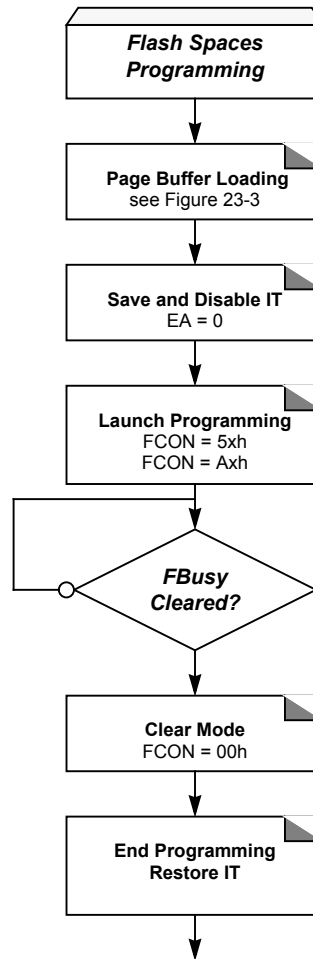 Flash Spaces
Programming
Page Buffer Loading
see Figure 23-3
Save and Disable IT
EA = 0
Launch Programming
FCON = 5xh
FCON = Axh
FBusy
Cleared?
Clear Mode
FCON = 00h
End Programming
Restore IT